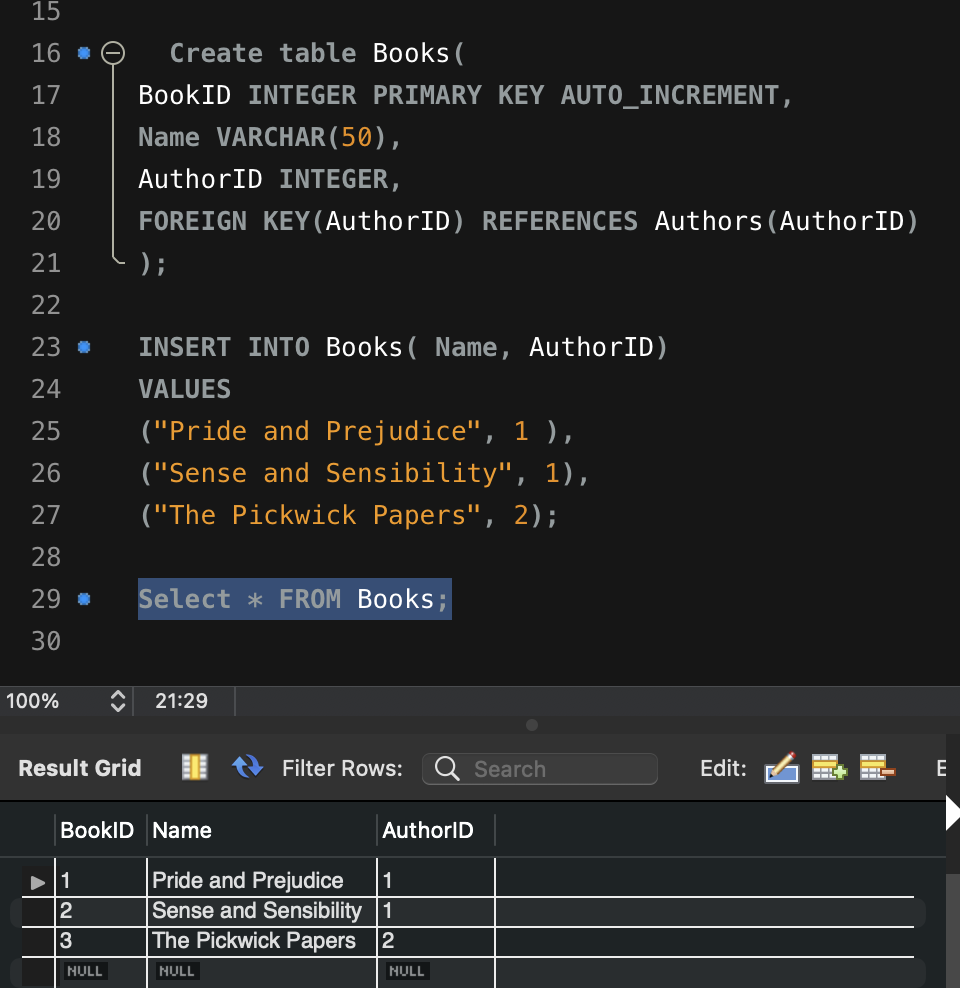 15
16 Create table Books(
17 BookID INTEGER PRIMARY KEY AUTO_INCREMENT,
18 Name VARCHAR(50),
19 AuthorID INTEGER,
20 FOREIGN KEY(AuthorID) REFERENCES Authors(AuthorID)
21 );
22
23 INSERT INTO Books( Name, AuthorID)
24 VALUES
25 ("Pride and Prejudice", 1 ),
26 ("Sense and Sensibility", 1),
27 ("The Pickwick Papers", 2);
28
29 Select * FROM Books;
30
100% 21:29
Result Grid Filter Rows: Search Edit: E
BookID Name AuthorID
1 Pride and Prejudice 1
2 Sense and Sensibility 1
3 The Pickwick Papers 2
NULL NULL NULL